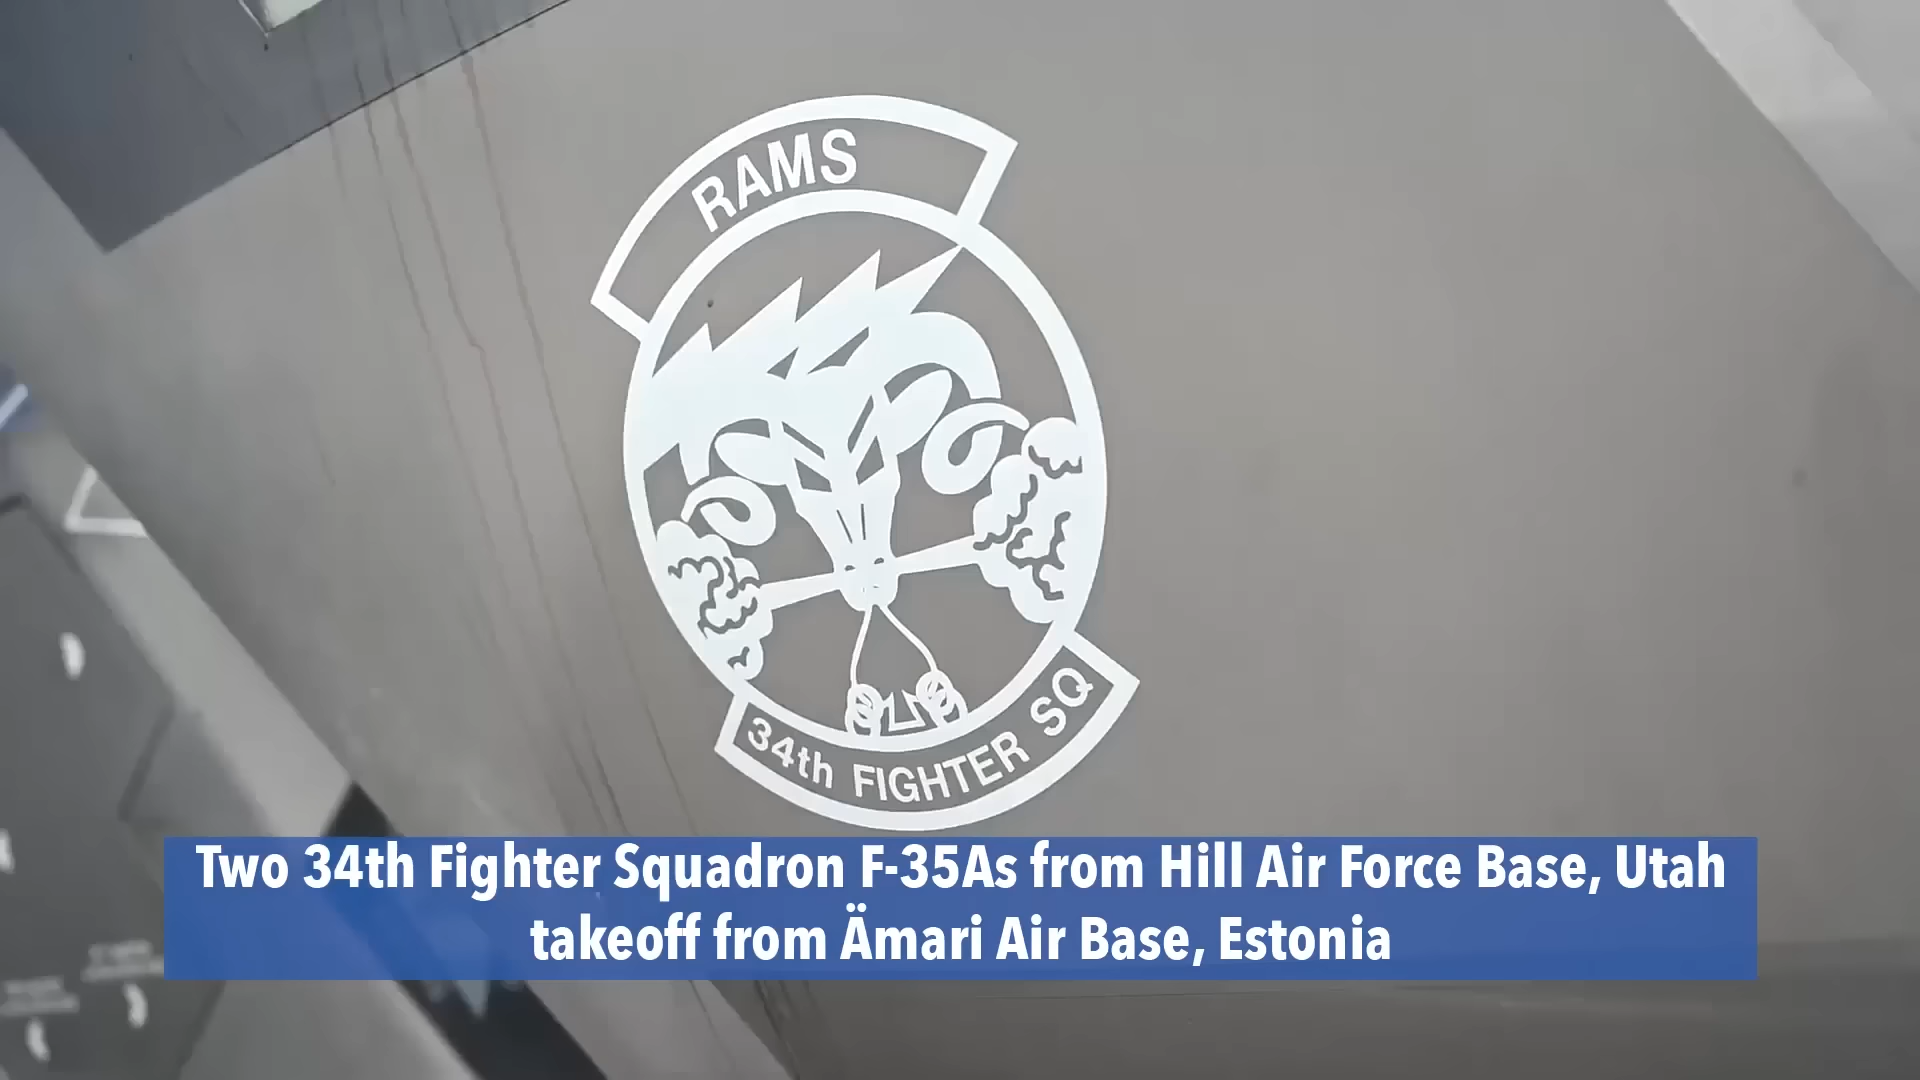 RAMS
34th FIGHTER SQ
Two 34th Fighter Squadron F-35As from Hill Air Force Base, Utah
takeoff from Ämari Air Base, Estonia